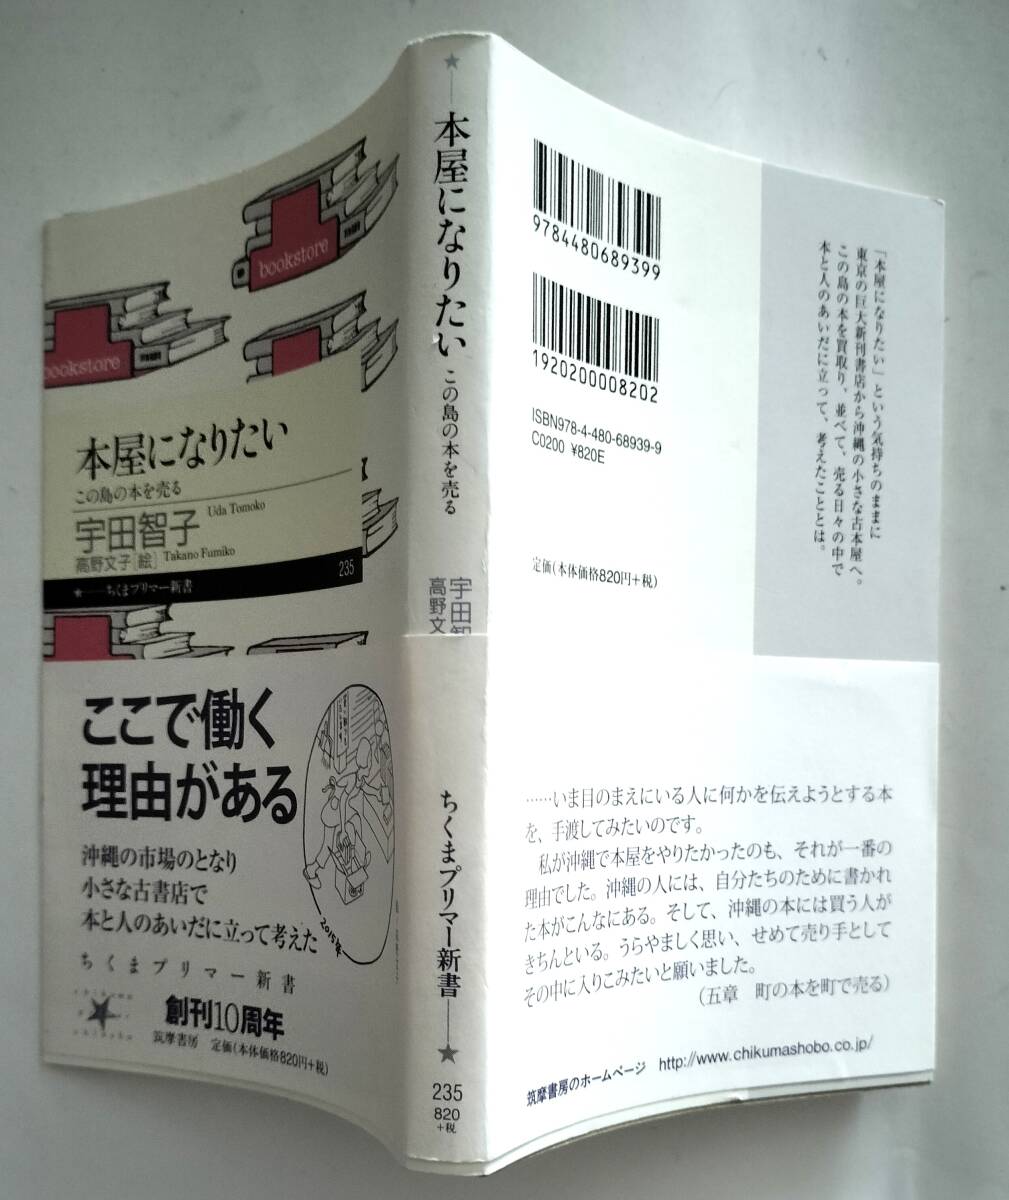 bookstore
bookstore
本屋になりたい
この島の本を売る
宇田智子
Uda Tomoko
高野文子[絵]
Takano Fumiko
★――ちくまプリマー新書
235
ここで働く
理由がある
沖縄の市場のとなり
小さな古書店で
本と人のあいだに立って考えた
ちくまプリマー新書
創刊10周年
筑摩書房 定価(本体価格820円+税)
2015年
★――本屋になりたい この島の本を売る
宇田智
高野文
ちくまプリマー新書――★
235
820
+税
9784480689399
1920200008202
ISBN978-4-480-68939-9
C0200 ¥820E
定価(本体価格820円+税)
「本屋になりたい」という気持ちのままに
東京の巨大新刊書店から沖縄の小さな古本屋へ。
この島の本を買取り、並べて、売る日々の中で
本と人のあいだに立って、考えたこととは。
……いま目のまえにいる人に何かを伝えようとする本
を、手渡してみたいのです。
私が沖縄で本屋をやりたかったのも、それが一番の
理由でした。沖縄の人には、自分たちのために書かれ
た本がこんなにある。そして、沖縄の本には買う人が
きちんといる。うらやましく思い、せめて売り手として
その中に入りこみたいと願いました。
(五章 町の本を町で売る)
筑摩書房のホームページ http://www.chikumashobo.co.jp/